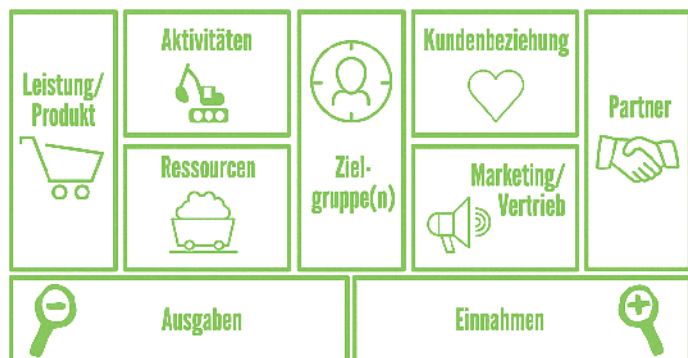 Leistung/
Produkt
Aktivitäten
Ressourcen
Ziel-
gruppe(n)
Kundenbeziehung
Marketing/
Vertrieb
Partner
Ausgaben
Einnahmen